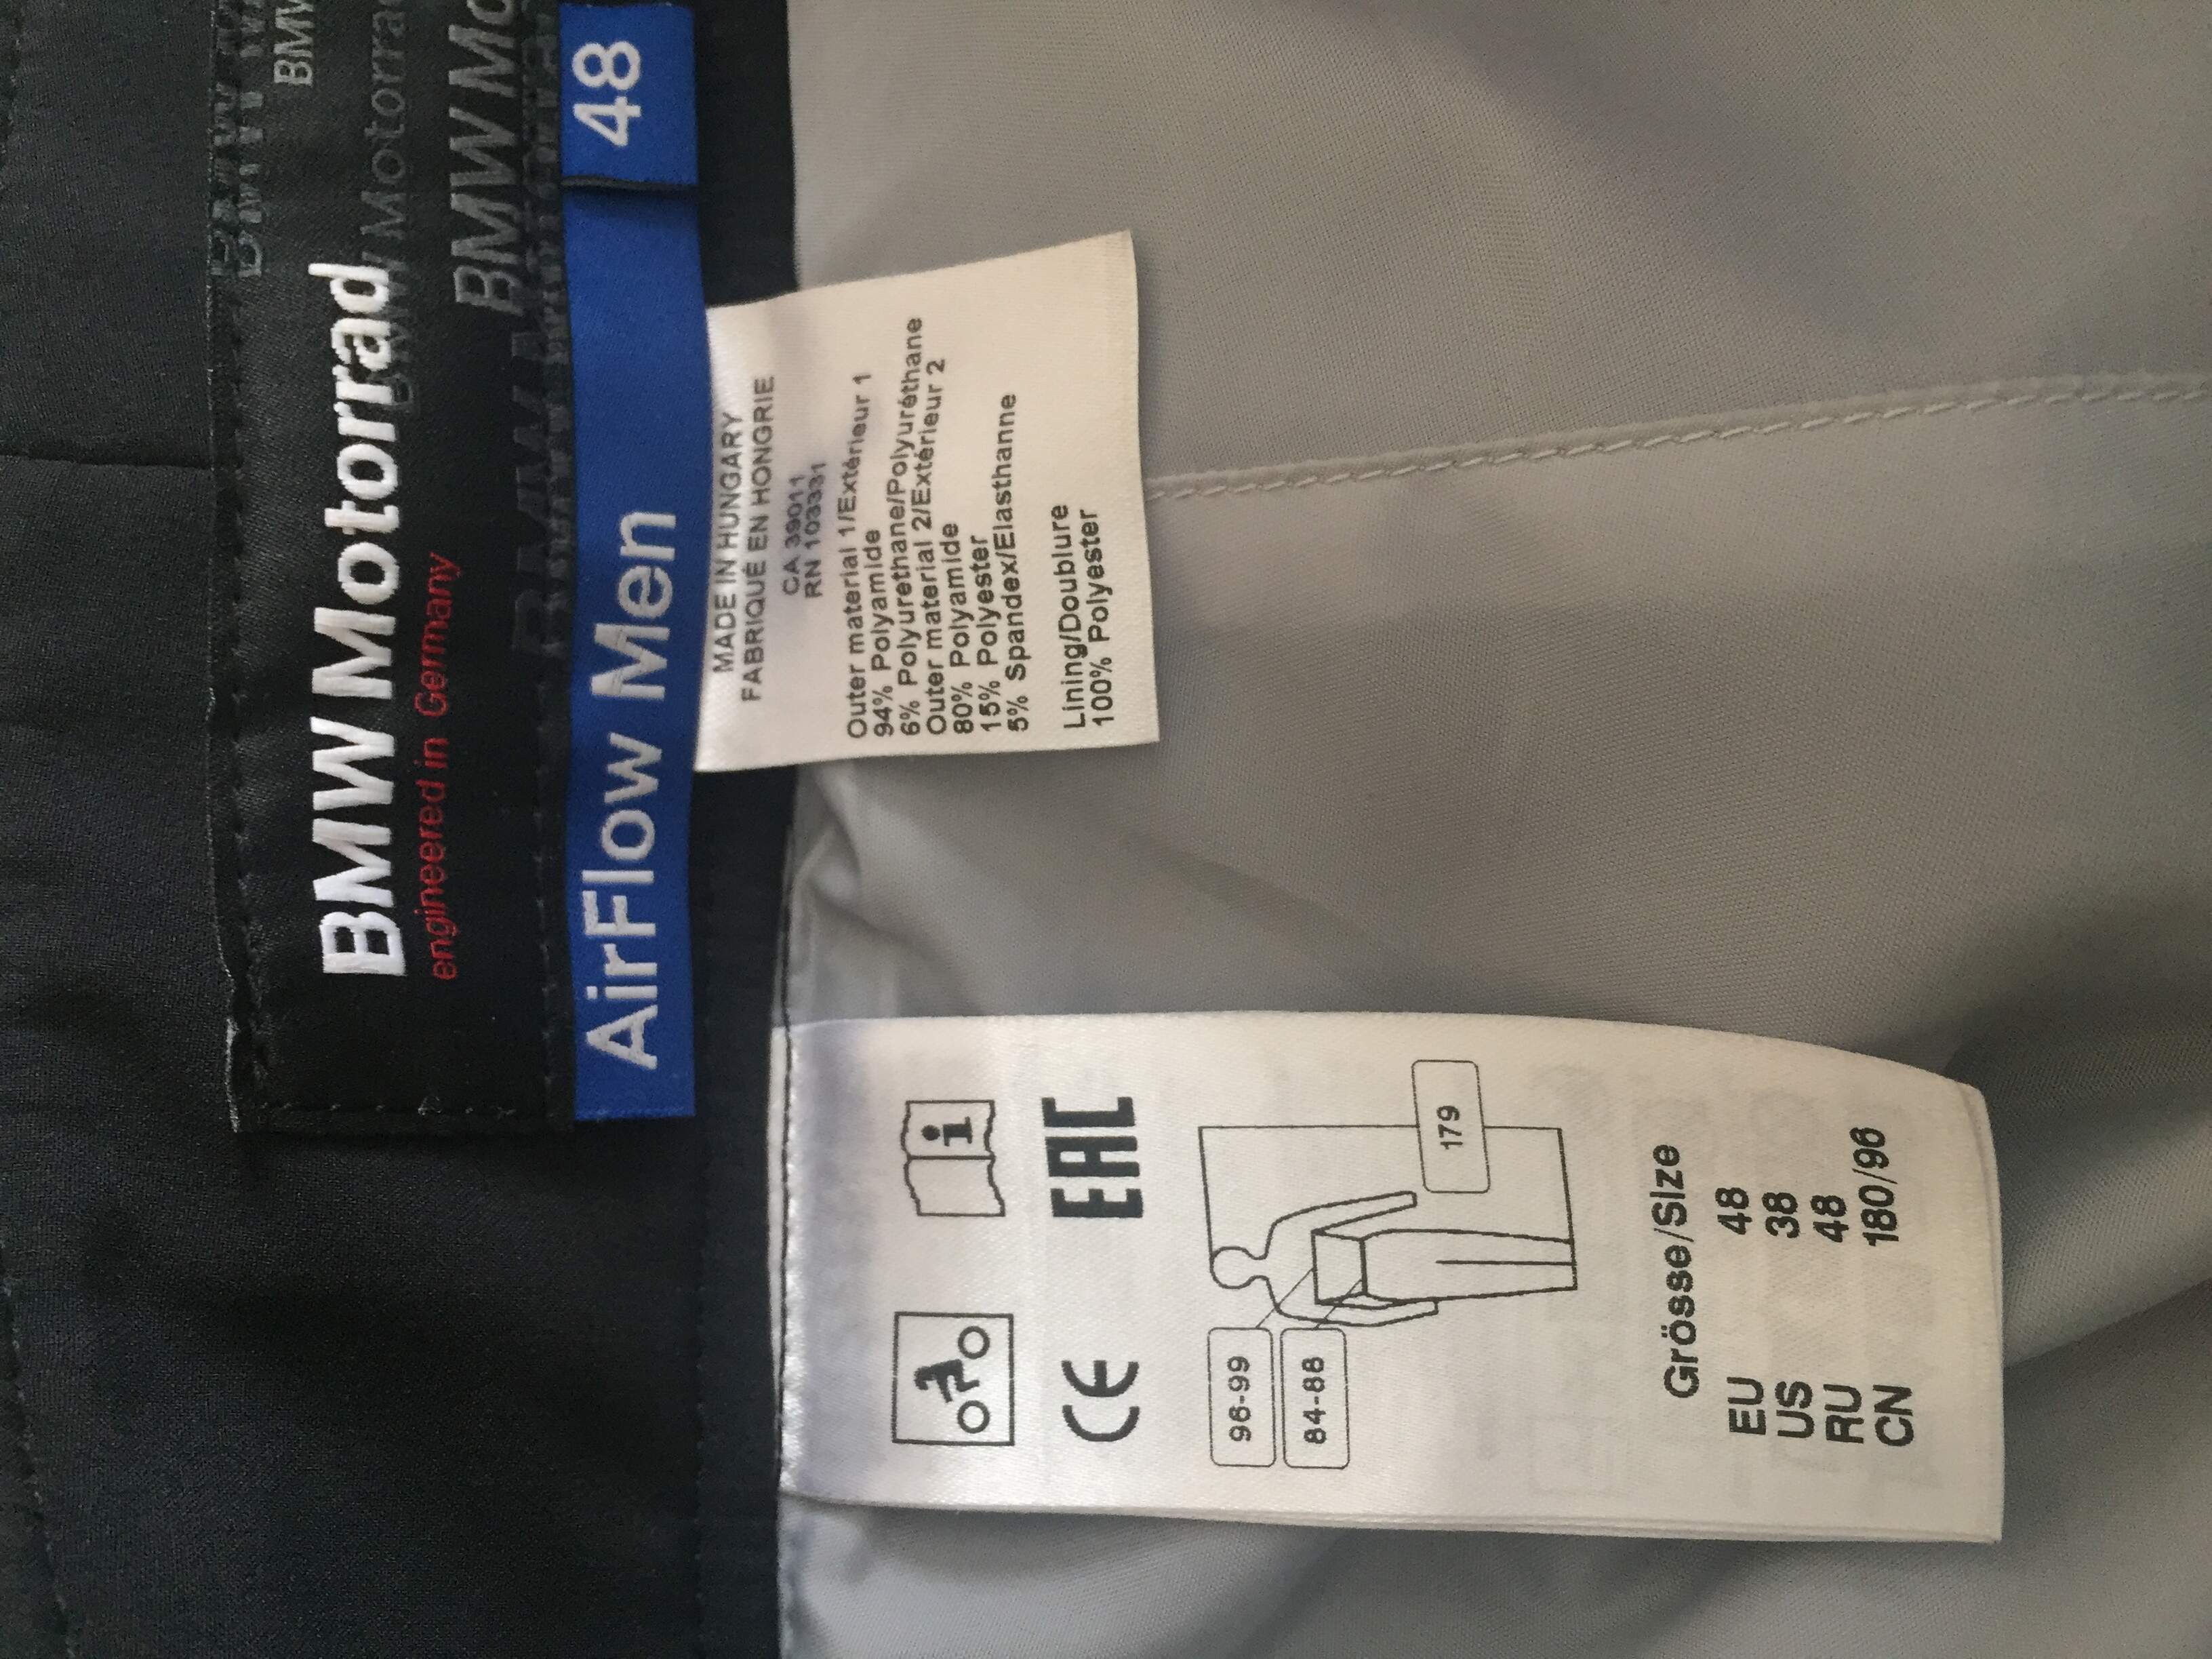 BMW Motorrad
engineered in Germany
AirFlow Men
48
MADE IN HUNGARY
FABRIQUÉ EN HONGRIE
CA 39011
RN 103331
Outer material 1/Extérieur 1
94% Polyamide
6% Polyurethane/Polyuréthane
Outer material 2/Extérieur 2
80% Polyamide
15% Polyester
5% Spandex/Elasthanne
Lining/Doublure
100% Polyester
i
CE EAC
96-99
84-88
179
Grösse/Size
EU 48
US 38
RU 48
CN 180/96